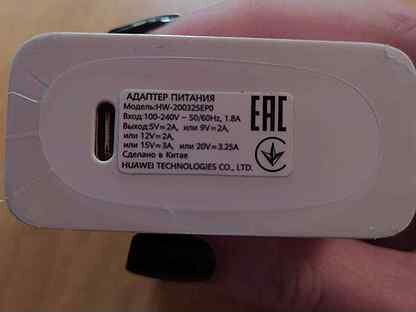 АДАПТЕР ПИТАНИЯ
Модель:HW-200325EP0
Вход:100-240V ~ 50/60Hz, 1.8A
Выход:5V⎓2A, или 9V⎓2A,
или 12V⎓2A,
или 15V⎓3A, или 20V⎓3.25A
Сделано в Китае
HUAWEI TECHNOLOGIES CO., LTD.
EAC